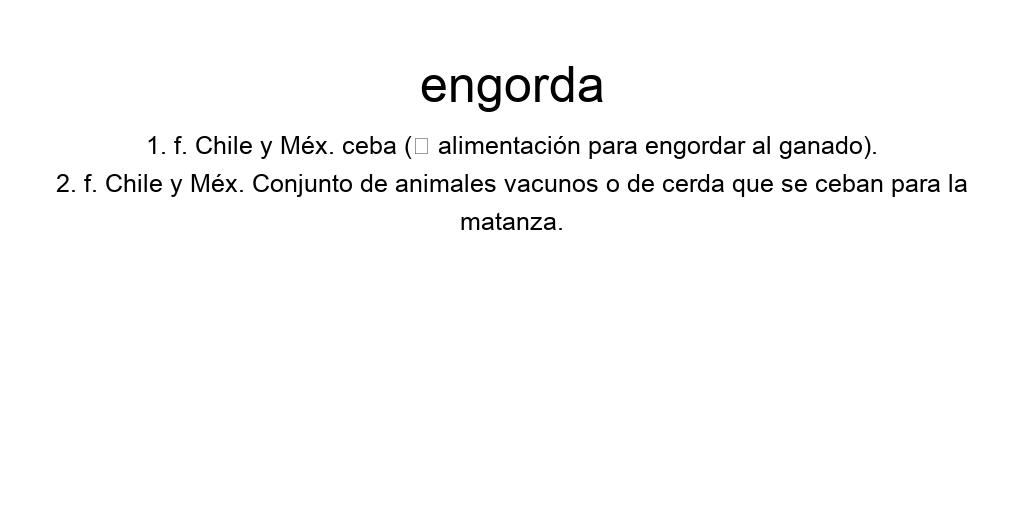 engorda
1. f. Chile y Méx. ceba (▯ alimentación para engordar al ganado).
2. f. Chile y Méx. Conjunto de animales vacunos o de cerda que se ceban para la
matanza.